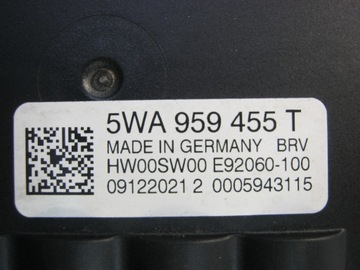 5WA 959 455 T
MADE IN GERMANY BRV
HW00SW00 E92060-100
09122021 2 0005943115